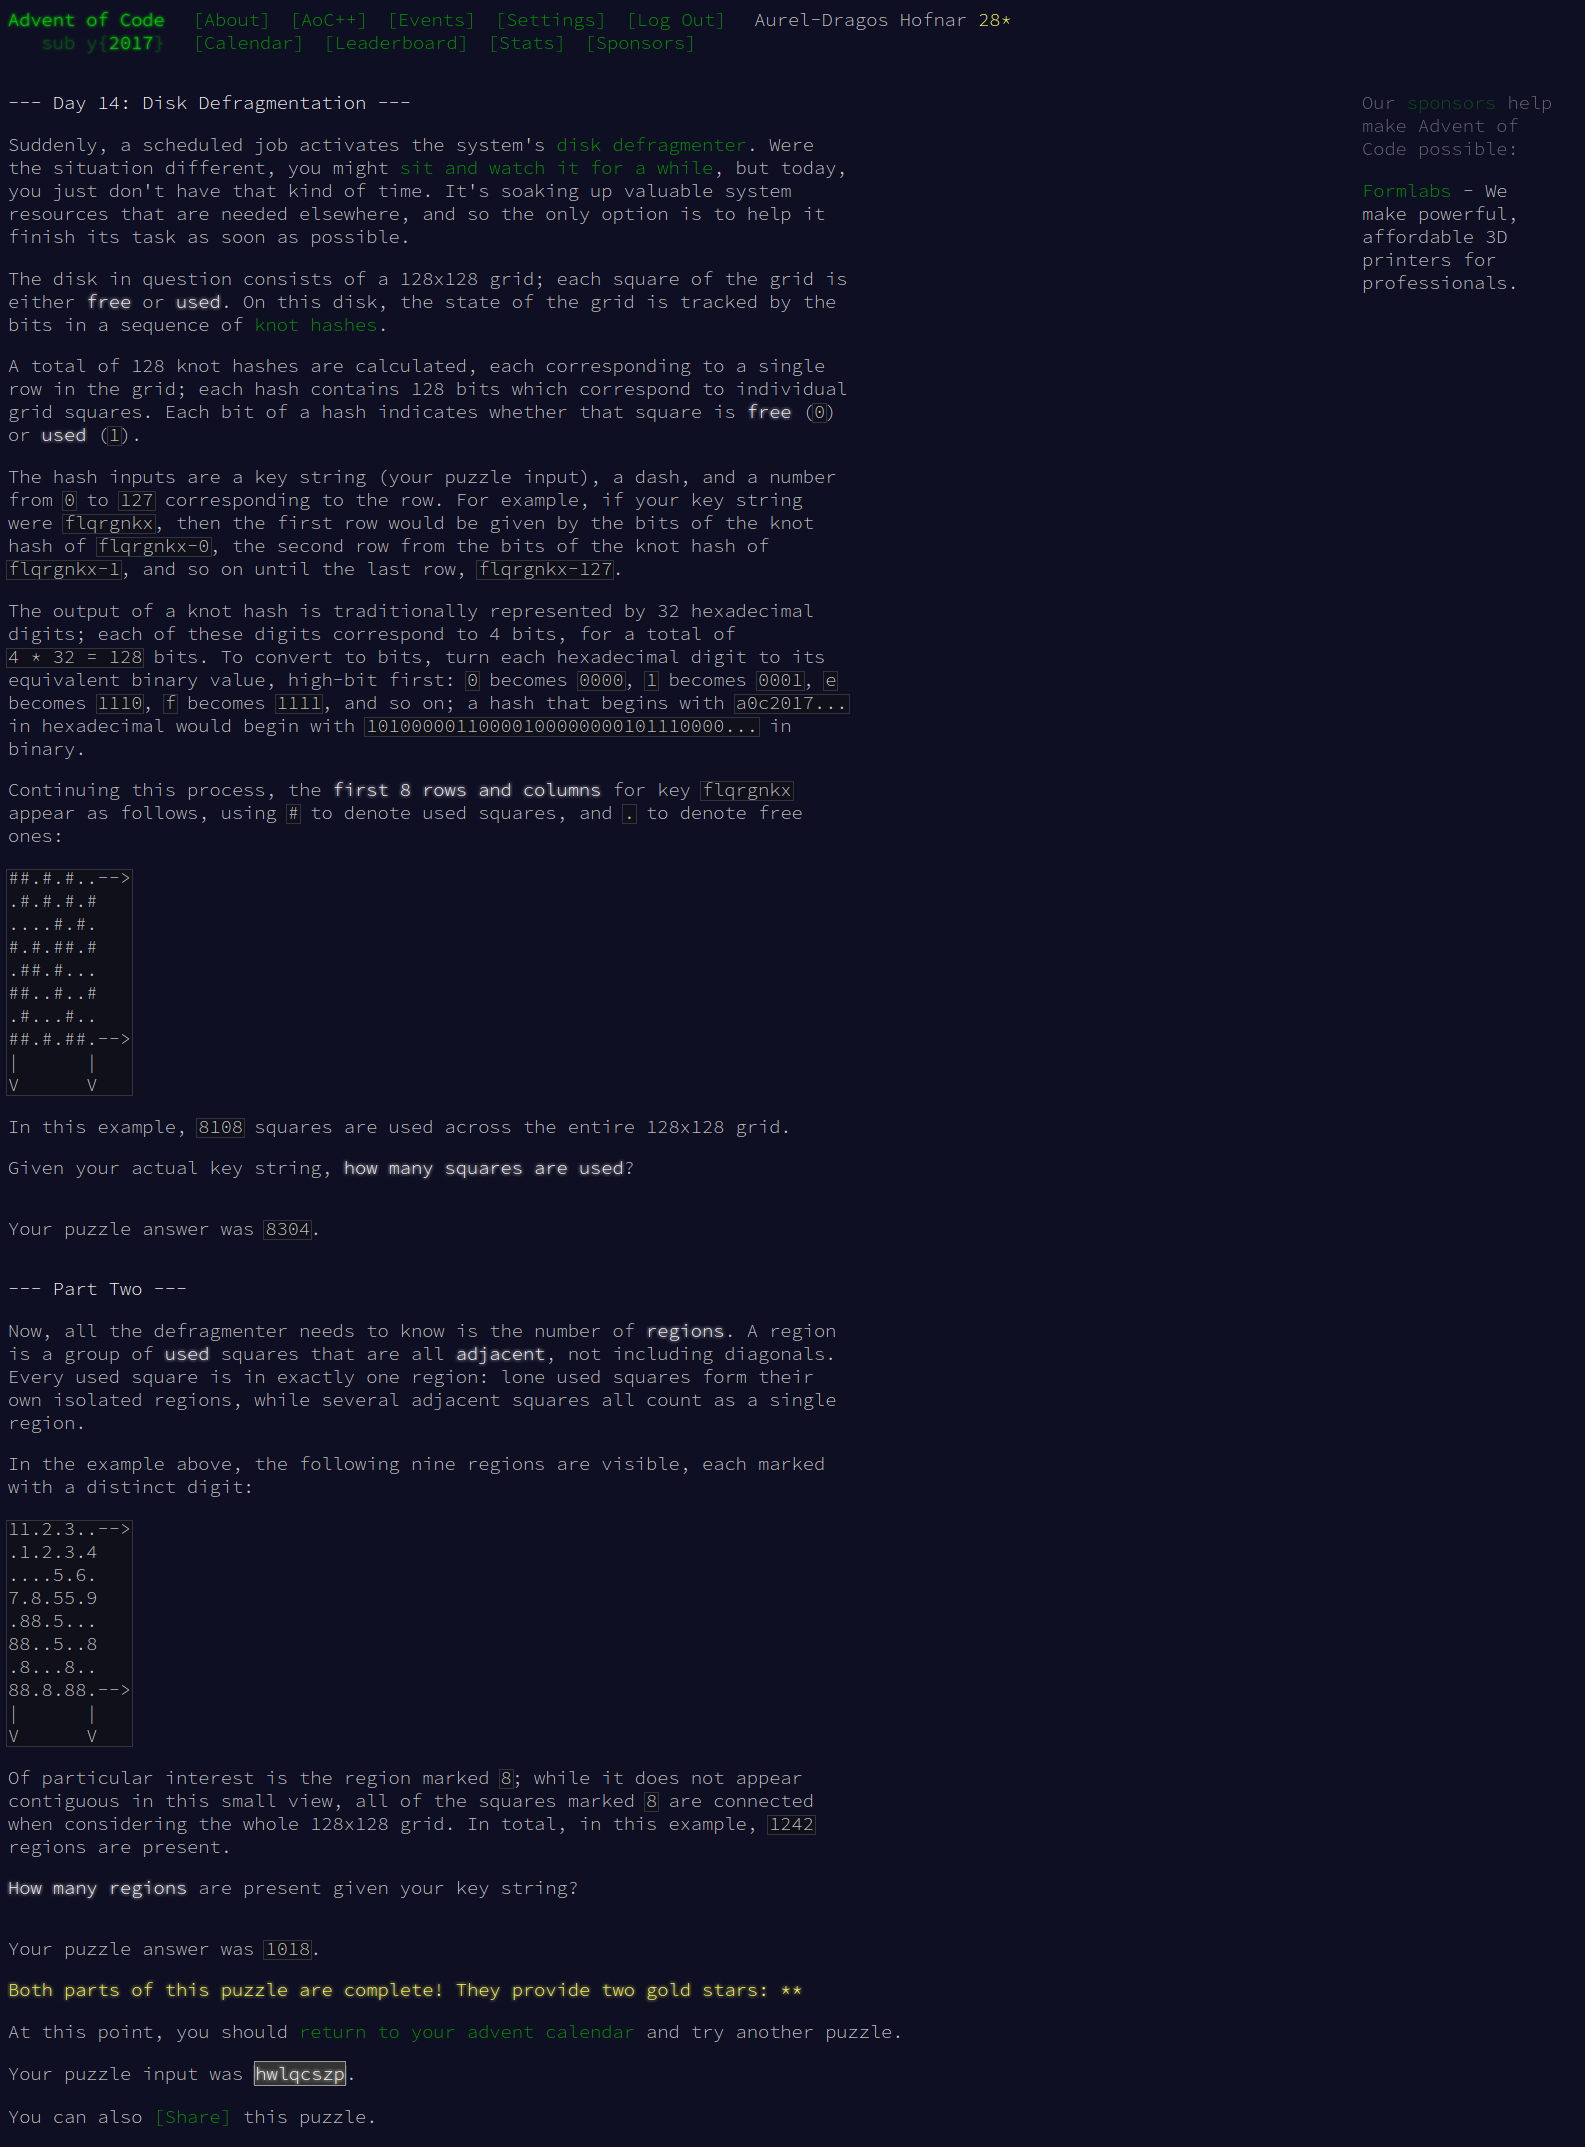 Advent of Code [About] [AoC++] [Events] [Settings] [Log Out] Aurel-Dragos Hofnar 28*
sub y{2017} [Calendar] [Leaderboard] [Stats] [Sponsors]
--- Day 14: Disk Defragmentation ---
Suddenly, a scheduled job activates the system's disk defragmenter. Were
the situation different, you might sit and watch it for a while, but today,
you just don't have that kind of time. It's soaking up valuable system
resources that are needed elsewhere, and so the only option is to help it
finish its task as soon as possible.
The disk in question consists of a 128x128 grid; each square of the grid is
either free or used. On this disk, the state of the grid is tracked by the
bits in a sequence of knot hashes.
A total of 128 knot hashes are calculated, each corresponding to a single
row in the grid; each hash contains 128 bits which correspond to individual
grid squares. Each bit of a hash indicates whether that square is free (0)
or used (1).
The hash inputs are a key string (your puzzle input), a dash, and a number
from 0 to 127 corresponding to the row. For example, if your key string
were flqrgnkx, then the first row would be given by the bits of the knot
hash of flqrgnkx-0, the second row from the bits of the knot hash of
flqrgnkx-1, and so on until the last row, flqrgnkx-127.
The output of a knot hash is traditionally represented by 32 hexadecimal
digits; each of these digits correspond to 4 bits, for a total of
4 * 32 = 128 bits. To convert to bits, turn each hexadecimal digit to its
equivalent binary value, high-bit first: 0 becomes 0000, 1 becomes 0001, e
becomes 1110, f becomes 1111, and so on; a hash that begins with a0c2017...
in hexadecimal would begin with 10100000110000100000000101110000... in
binary.
Continuing this process, the first 8 rows and columns for key flqrgnkx
appear as follows, using # to denote used squares, and . to denote free
ones:
##.#.#..-->
.#.#.#.#
....#.#.
#.#.##.#
.##.#...
##..#..#
.#...#..
##.#.##.-->
|      |
V      V
In this example, 8108 squares are used across the entire 128x128 grid.
Given your actual key string, how many squares are used?
Your puzzle answer was 8304.
--- Part Two ---
Now, all the defragmenter needs to know is the number of regions. A region
is a group of used squares that are all adjacent, not including diagonals.
Every used square is in exactly one region: lone used squares form their
own isolated regions, while several adjacent squares all count as a single
region.
In the example above, the following nine regions are visible, each marked
with a distinct digit:
11.2.3..-->
.1.2.3.4
....5.6.
7.8.55.9
.88.5...
88..5..8
.8...8..
88.8.88.-->
|      |
V      V
Of particular interest is the region marked 8; while it does not appear
contiguous in this small view, all of the squares marked 8 are connected
when considering the whole 128x128 grid. In total, in this example, 1242
regions are present.
How many regions are present given your key string?
Your puzzle answer was 1018.
Both parts of this puzzle are complete! They provide two gold stars: **
At this point, you should return to your advent calendar and try another puzzle.
Your puzzle input was hwlqcszp.
You can also [Share] this puzzle.
Our sponsors help
make Advent of
Code possible:
Formlabs - We
make powerful,
affordable 3D
printers for
professionals.